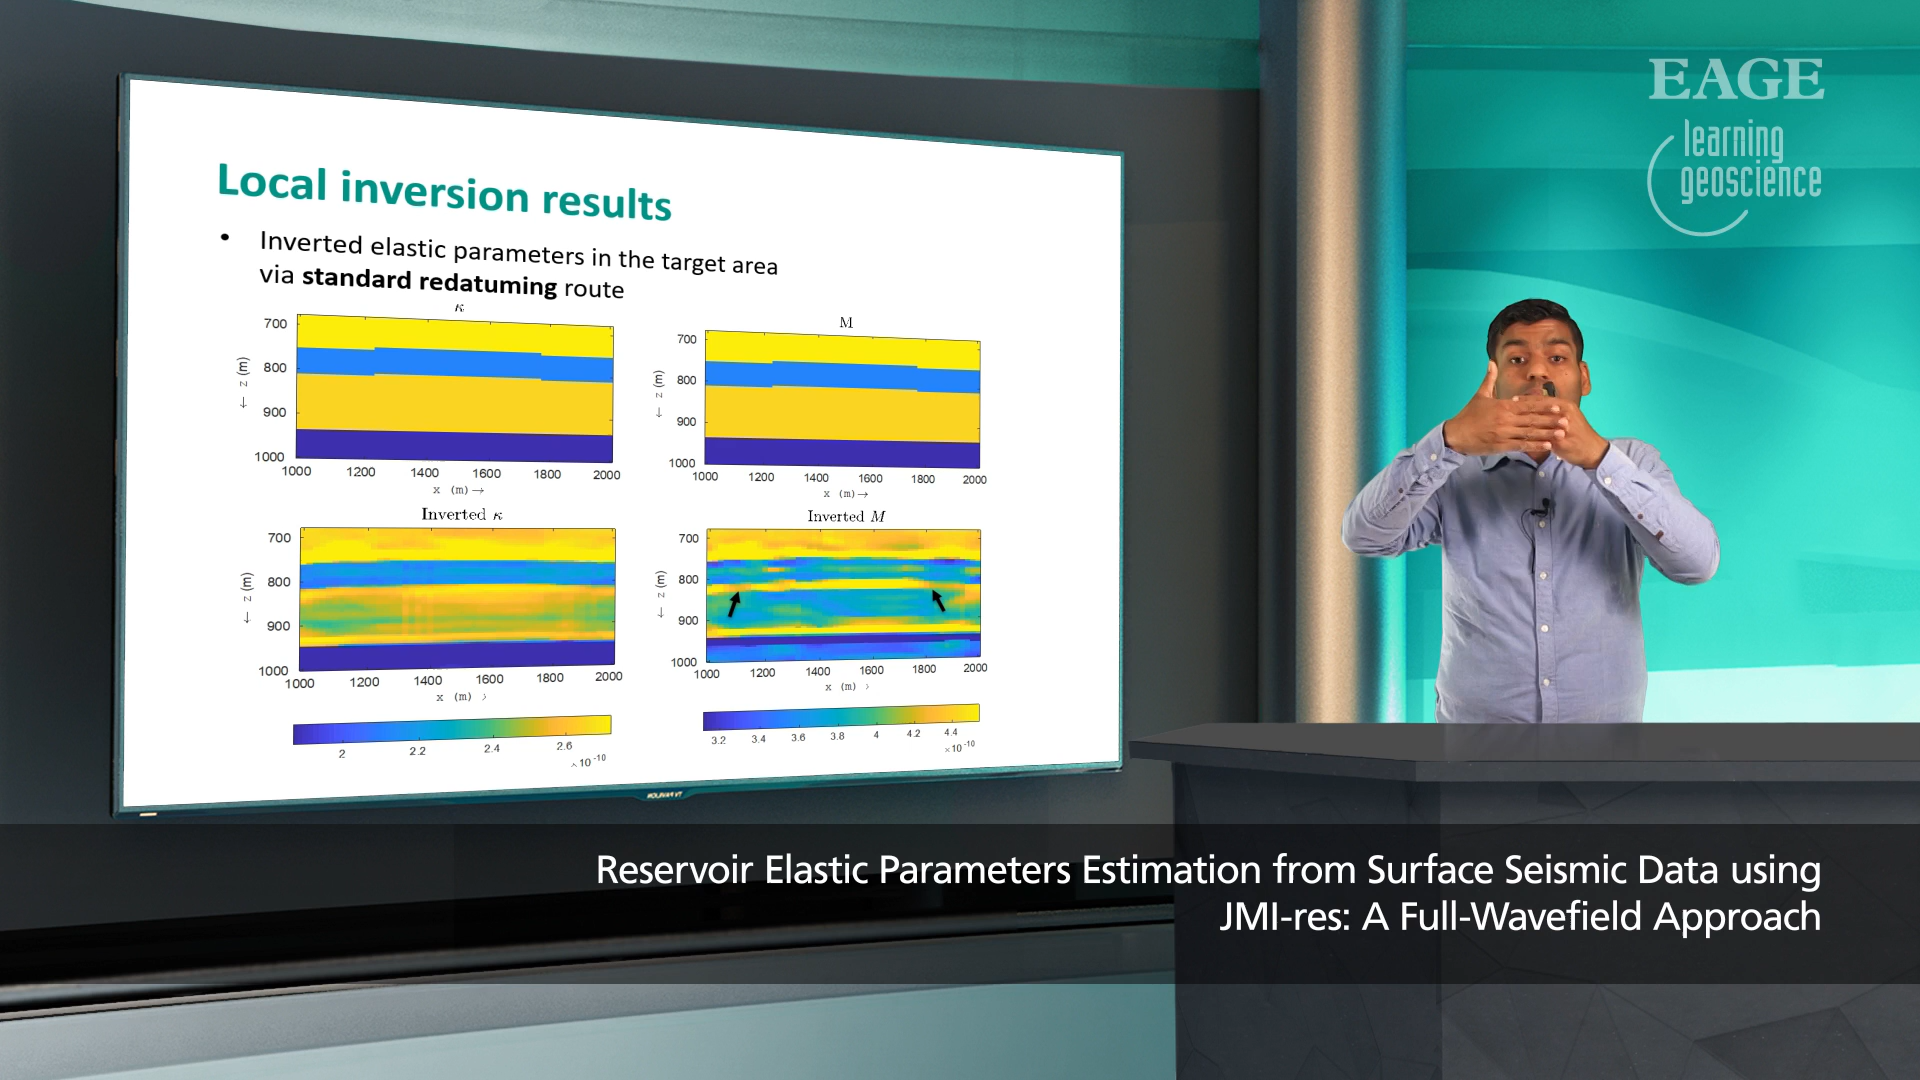 EAGE
learning
geoscience
Local inversion results
• Inverted elastic parameters in the target area
via standard redatuming route
κ
700
800
900
1000
← z (m)
1000 1200 1400 1600 1800 2000
x (m) →
M
700
800
900
1000
← z (m)
1000 1200 1400 1600 1800 2000
x (m) →
Inverted κ
700
800
900
1000
← z (m)
1000 1200 1400 1600 1800 2000
x (m) >
Inverted M
700
800
900
1000
← z (m)
1000 1200 1400 1600 1800 2000
x (m) >
2 2.2 2.4 2.6
×10⁻¹⁰
3.2 3.4 3.6 3.8 4 4.2 4.4
×10⁻¹⁰
Reservoir Elastic Parameters Estimation from Surface Seismic Data using
JMI-res: A Full-Wavefield Approach